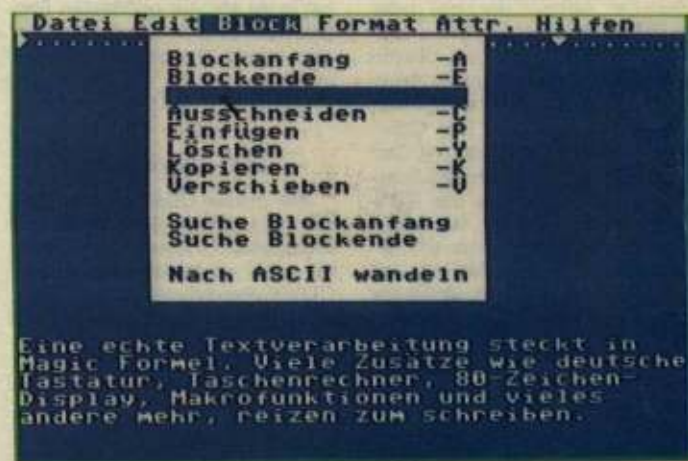 Datei Edit Block Format Attr. Hilfen
Blockanfang -A
Blockende -E
Ausschneiden -C
Einfügen -P
Löschen -Y
Kopieren -K
Verschieben -V
Suche Blockanfang
Suche Blockende
Nach ASCII wandeln
Eine echte Textverarbeitung steckt in
Magic Formel. Viele Zusätze wie deutsche
Tastatur, Taschenrechner, 80-Zeichen-
Display, Makrofunktionen und vieles
andere mehr, reizen zum schreiben.